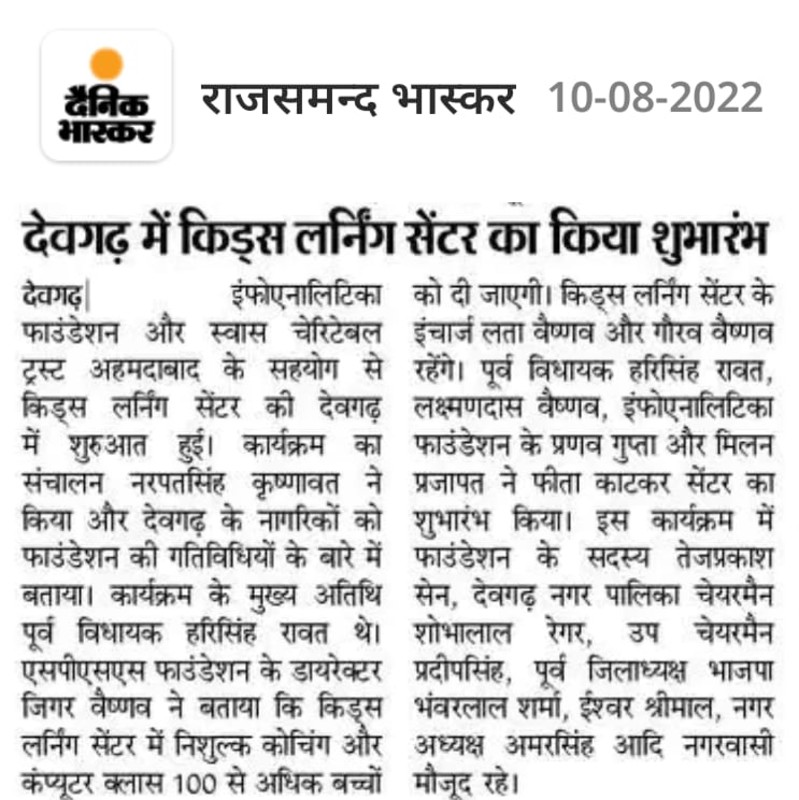 दैनिक
भास्कर
राजसमन्द भास्कर 10-08-2022
देवगढ़ में किड्स लर्निंग सेंटर का किया शुभारंभ
देवगढ़| इंफोएनालिटिका
फाउंडेशन और स्वास चेरिटेबल
ट्रस्ट अहमदाबाद के सहयोग से
किड्स लर्निंग सेंटर की देवगढ़
में शुरुआत हुई। कार्यक्रम का
संचालन नरपतसिंह कृष्णावत ने
किया और देवगढ़ के नागरिकों को
फाउंडेशन की गतिविधियों के बारे में
बताया। कार्यक्रम के मुख्य अतिथि
पूर्व विधायक हरिसिंह रावत थे।
एसपीएसएस फाउंडेशन के डायरेक्टर
जिगर वैष्णव ने बताया कि किड्स
लर्निंग सेंटर में निशुल्क कोचिंग और
कंप्यूटर क्लास 100 से अधिक बच्चों
को दी जाएगी। किड्स लर्निंग सेंटर के
इंचार्ज लता वैष्णव और गौरव वैष्णव
रहेंगे। पूर्व विधायक हरिसिंह रावत,
लक्ष्मणदास वैष्णव, इंफोएनालिटिका
फाउंडेशन के प्रणव गुप्ता और मिलन
प्रजापत ने फीता काटकर सेंटर का
शुभारंभ किया। इस कार्यक्रम में
फाउंडेशन के सदस्य तेजप्रकाश
सेन, देवगढ़ नगर पालिका चेयरमैन
शोभालाल रेगर, उप चेयरमैन
प्रदीपसिंह, पूर्व जिलाध्यक्ष भाजपा
भंवरलाल शर्मा, ईश्वर श्रीमाल, नगर
अध्यक्ष अमरसिंह आदि नगरवासी
मौजूद रहे।